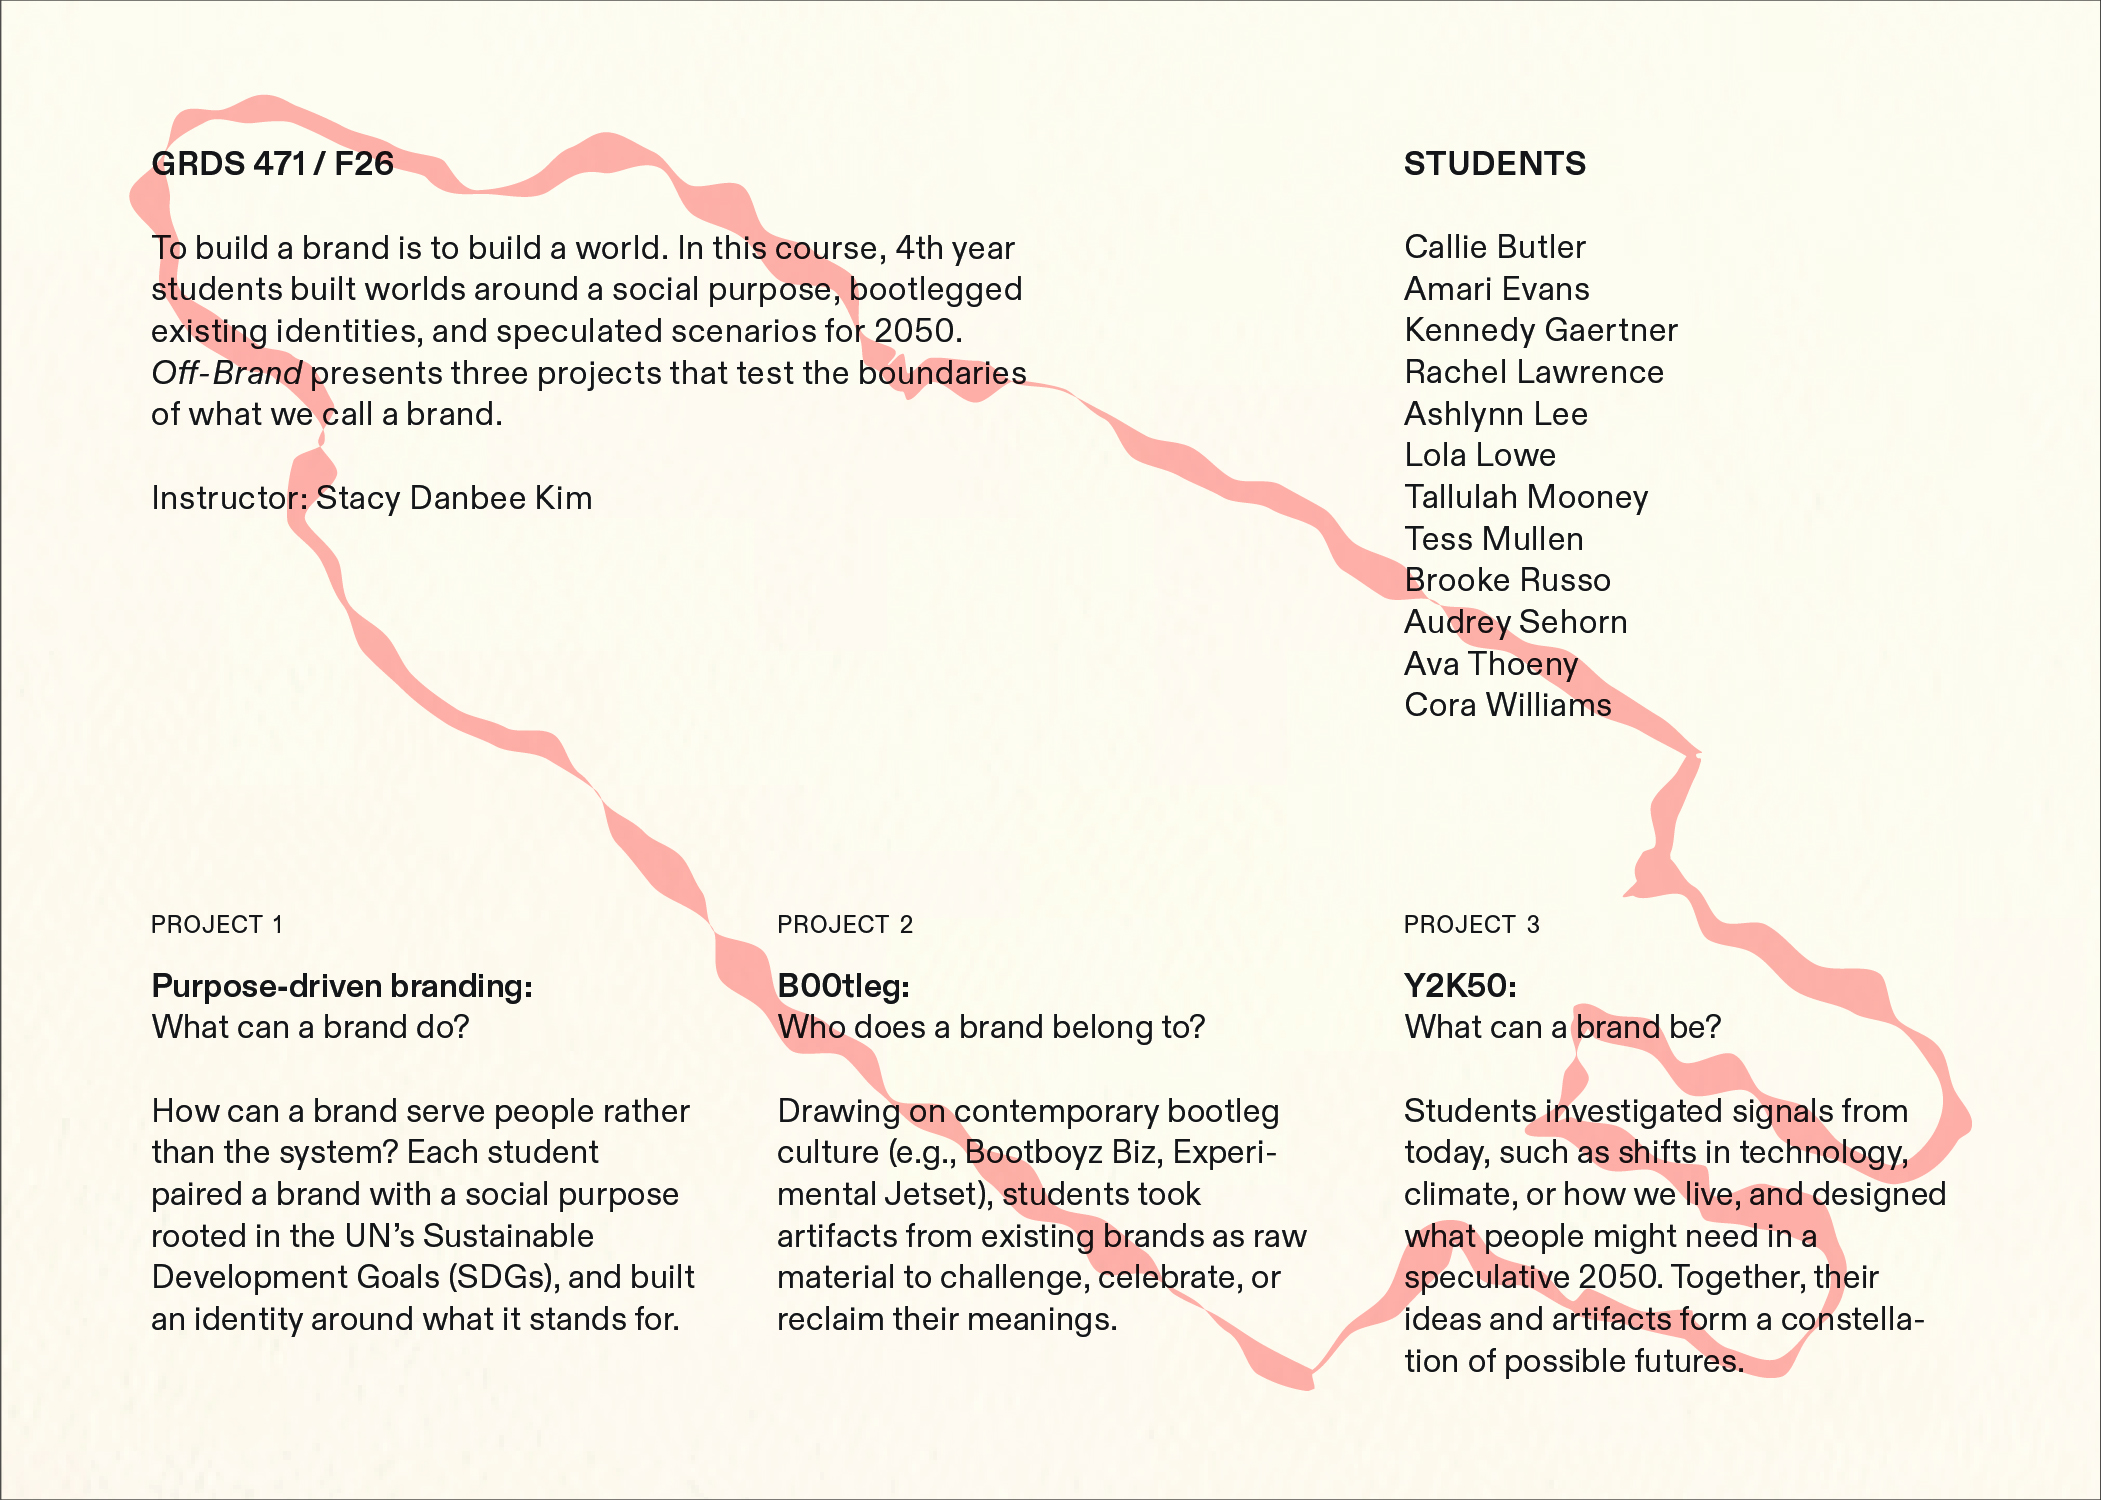 GRDS 471 / F26
To build a brand is to build a world. In this course, 4th year
students built worlds around a social purpose, bootlegged
existing identities, and speculated scenarios for 2050.
Off-Brand presents three projects that test the boundaries
of what we call a brand.
Instructor: Stacy Danbee Kim
STUDENTS
Callie Butler
Amari Evans
Kennedy Gaertner
Rachel Lawrence
Ashlynn Lee
Lola Lowe
Tallulah Mooney
Tess Mullen
Brooke Russo
Audrey Sehorn
Ava Thoeny
Cora Williams
PROJECT 1
Purpose-driven branding:
What can a brand do?
How can a brand serve people rather
than the system? Each student
paired a brand with a social purpose
rooted in the UN’s Sustainable
Development Goals (SDGs), and built
an identity around what it stands for.
PROJECT 2
B00tleg:
Who does a brand belong to?
Drawing on contemporary bootleg
culture (e.g., Bootboyz Biz, Experi-
mental Jetset), students took
artifacts from existing brands as raw
material to challenge, celebrate, or
reclaim their meanings.
PROJECT 3
Y2K50:
What can a brand be?
Students investigated signals from
today, such as shifts in technology,
climate, or how we live, and designed
what people might need in a
speculative 2050. Together, their
ideas and artifacts form a constella-
tion of possible futures.